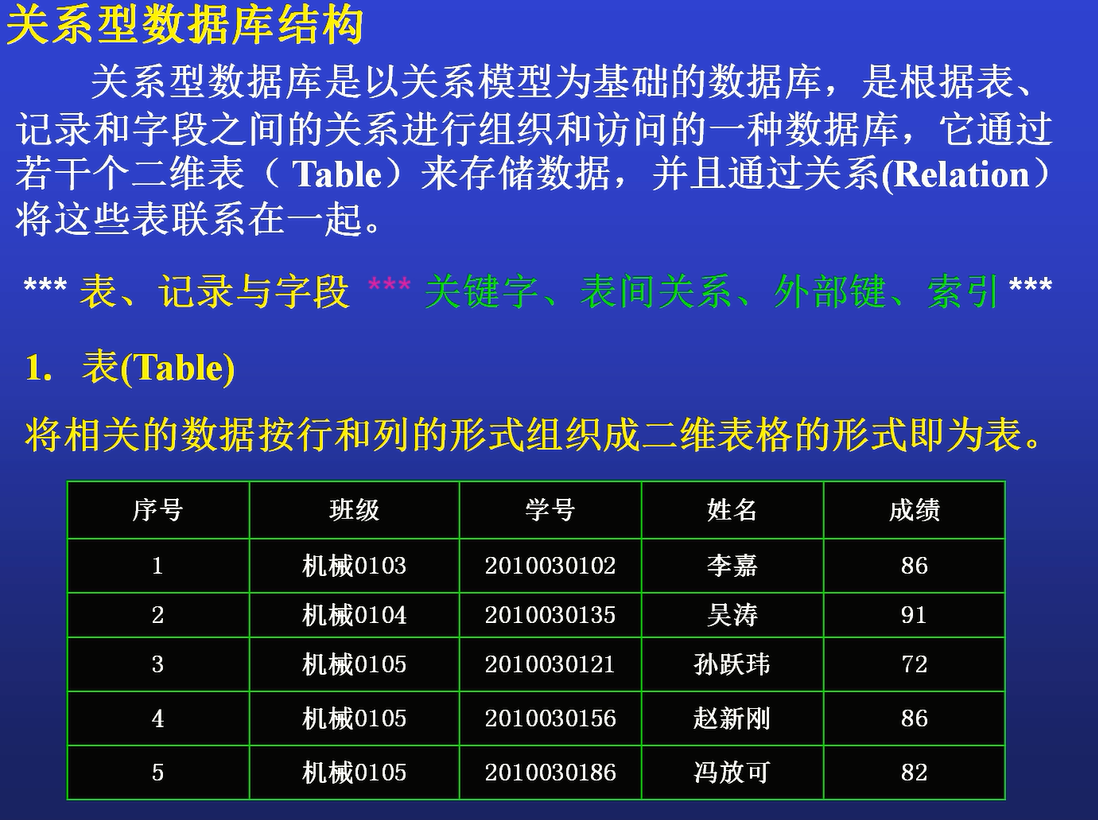 关系型数据库结构
关系型数据库是以关系模型为基础的数据库，是根据表、
记录和字段之间的关系进行组织和访问的一种数据库，它通过
若干个二维表（ Table）来存储数据，并且通过关系(Relation）
将这些表联系在一起。
*** 表、记录与字段 *** 关键字、表间关系、外部键、索引 ***
1. 表(Table)
将相关的数据按行和列的形式组织成二维表格的形式即为表。
序号 班级 学号 姓名 成绩
1 机械0103 2010030102 李嘉 86
2 机械0104 2010030135 吴涛 91
3 机械0105 2010030121 孙跃玮 72
4 机械0105 2010030156 赵新刚 86
5 机械0105 2010030186 冯放可 82